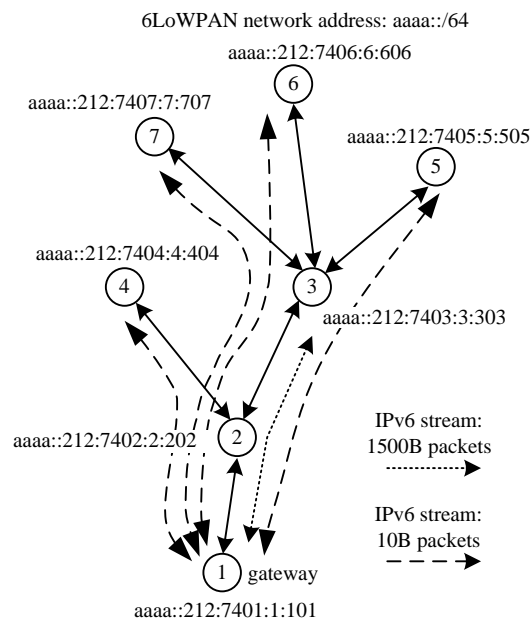 6LoWPAN network address: aaaa::/64
aaaa::212:7406:6:606
6
aaaa::212:7407:7:707
7
aaaa::212:7405:5:505
5
aaaa::212:7404:4:404
4
3
aaaa::212:7403:3:303
aaaa::212:7402:2:202
2
IPv6 stream:
1500B packets
IPv6 stream:
10B packets
1
gateway
aaaa::212:7401:1:101